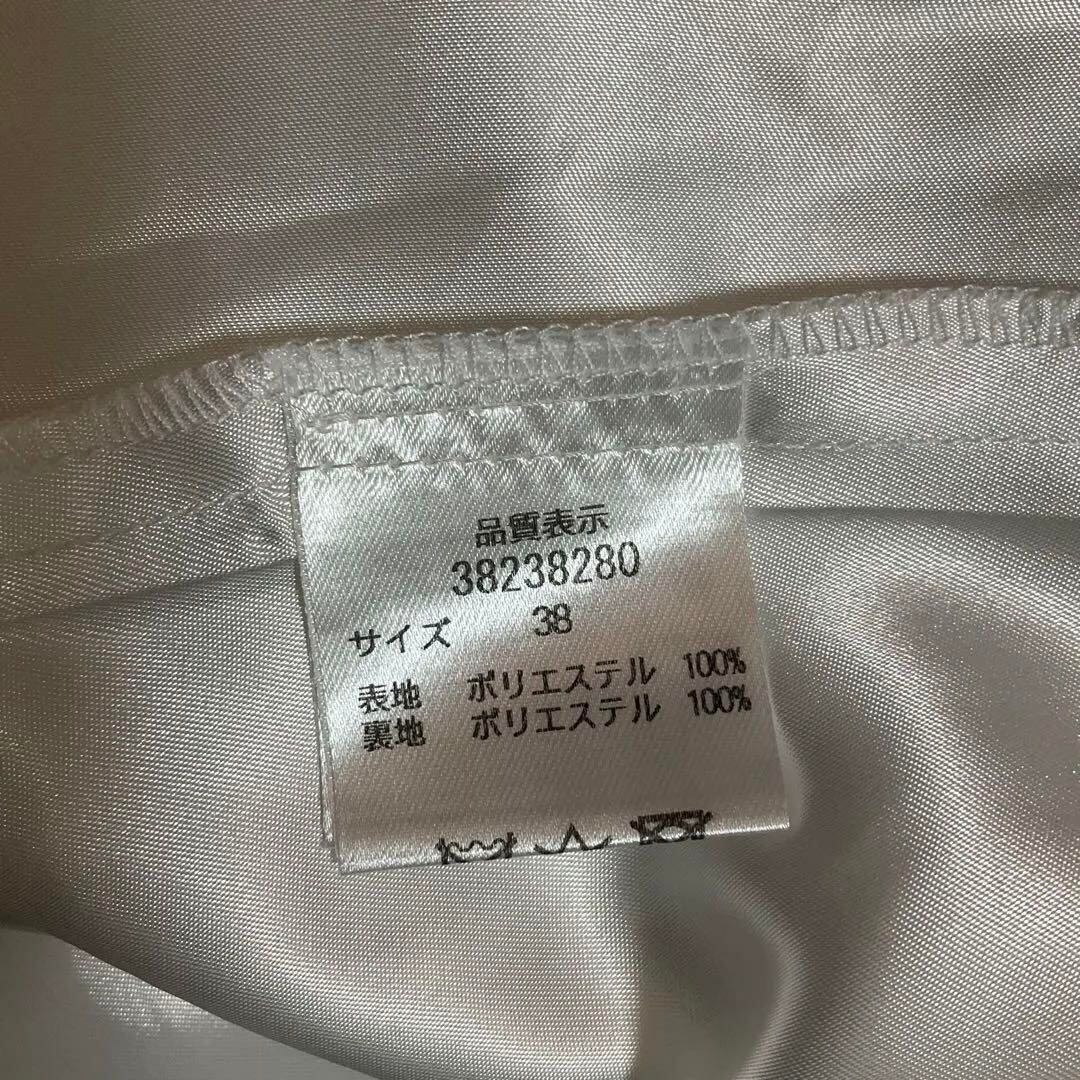 品質表示
38238280
サイズ 38
表地 ポリエステル 100%
裏地 ポリエステル 100%